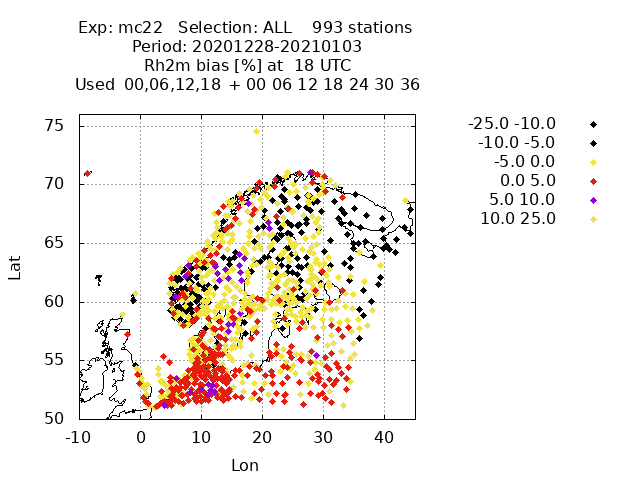 Exp: mc22 Selection: ALL 993 stations
Period: 20201228-20210103
Rh2m bias [%] at 18 UTC
Used 00,06,12,18 + 00 06 12 18 24 30 36
-25.0 -10.0
-10.0 -5.0
-5.0 0.0
0.0 5.0
5.0 10.0
10.0 25.0
75
70
65
60
55
50
Lat
-10 0 10 20 30 40
Lon